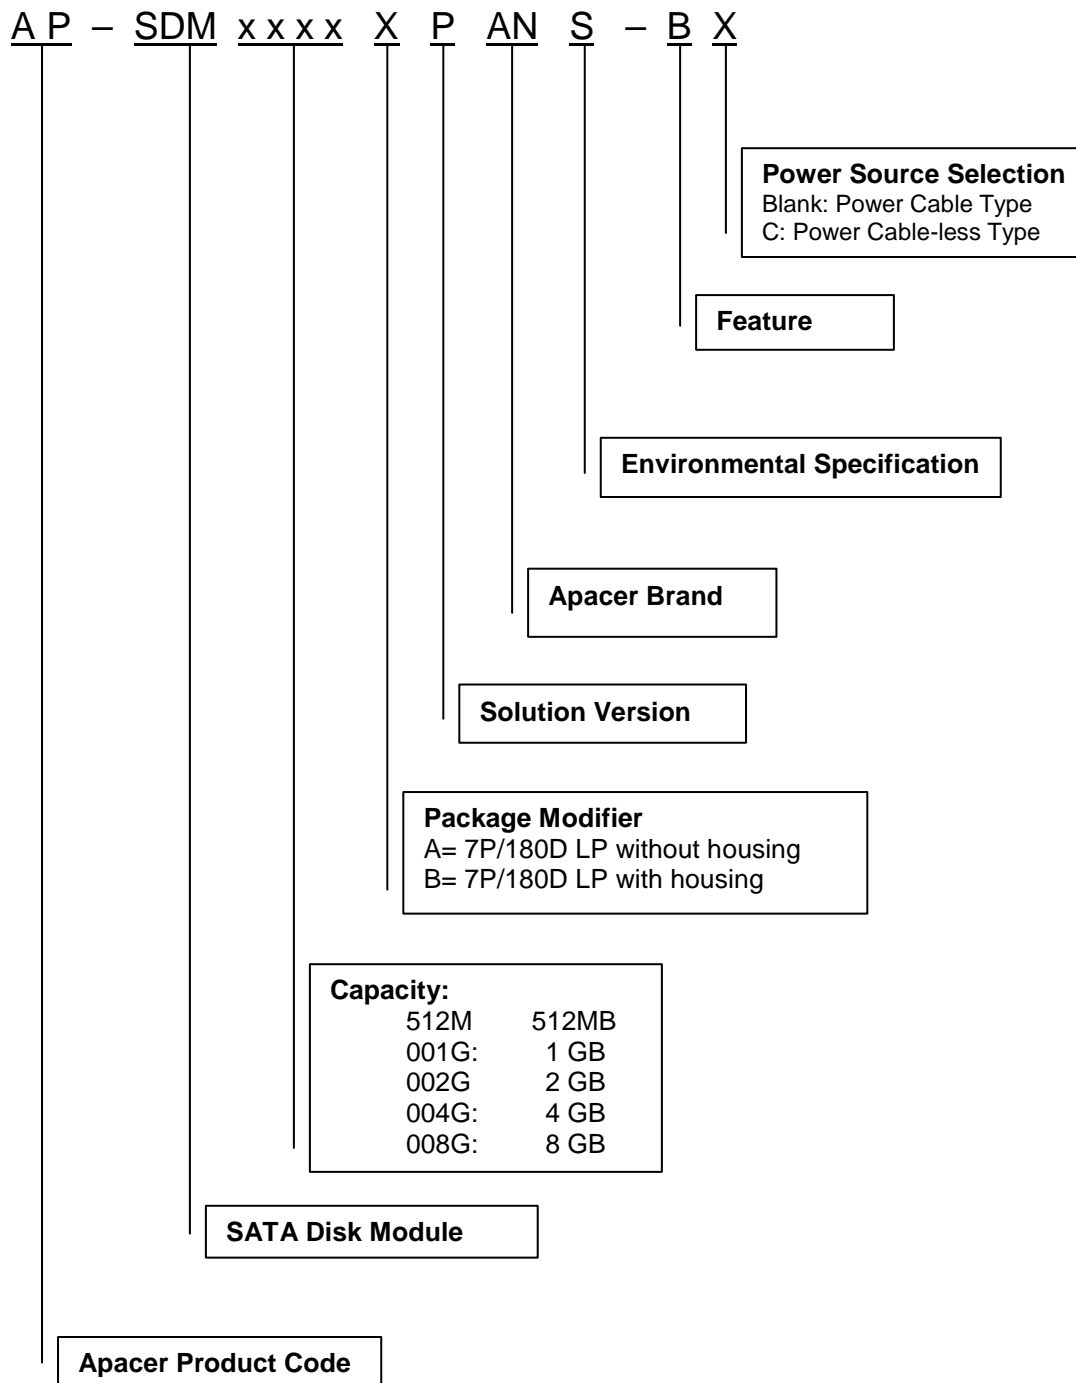 AP – SDM xxxx X P AN S – B X
Power Source Selection
Blank: Power Cable Type
C: Power Cable-less Type
Feature
Environmental Specification
Apacer Brand
Solution Version
Package Modifier
A= 7P/180D LP without housing
B= 7P/180D LP with housing
Capacity:
512M 512MB
001G: 1 GB
002G 2 GB
004G: 4 GB
008G: 8 GB
SATA Disk Module
Apacer Product Code